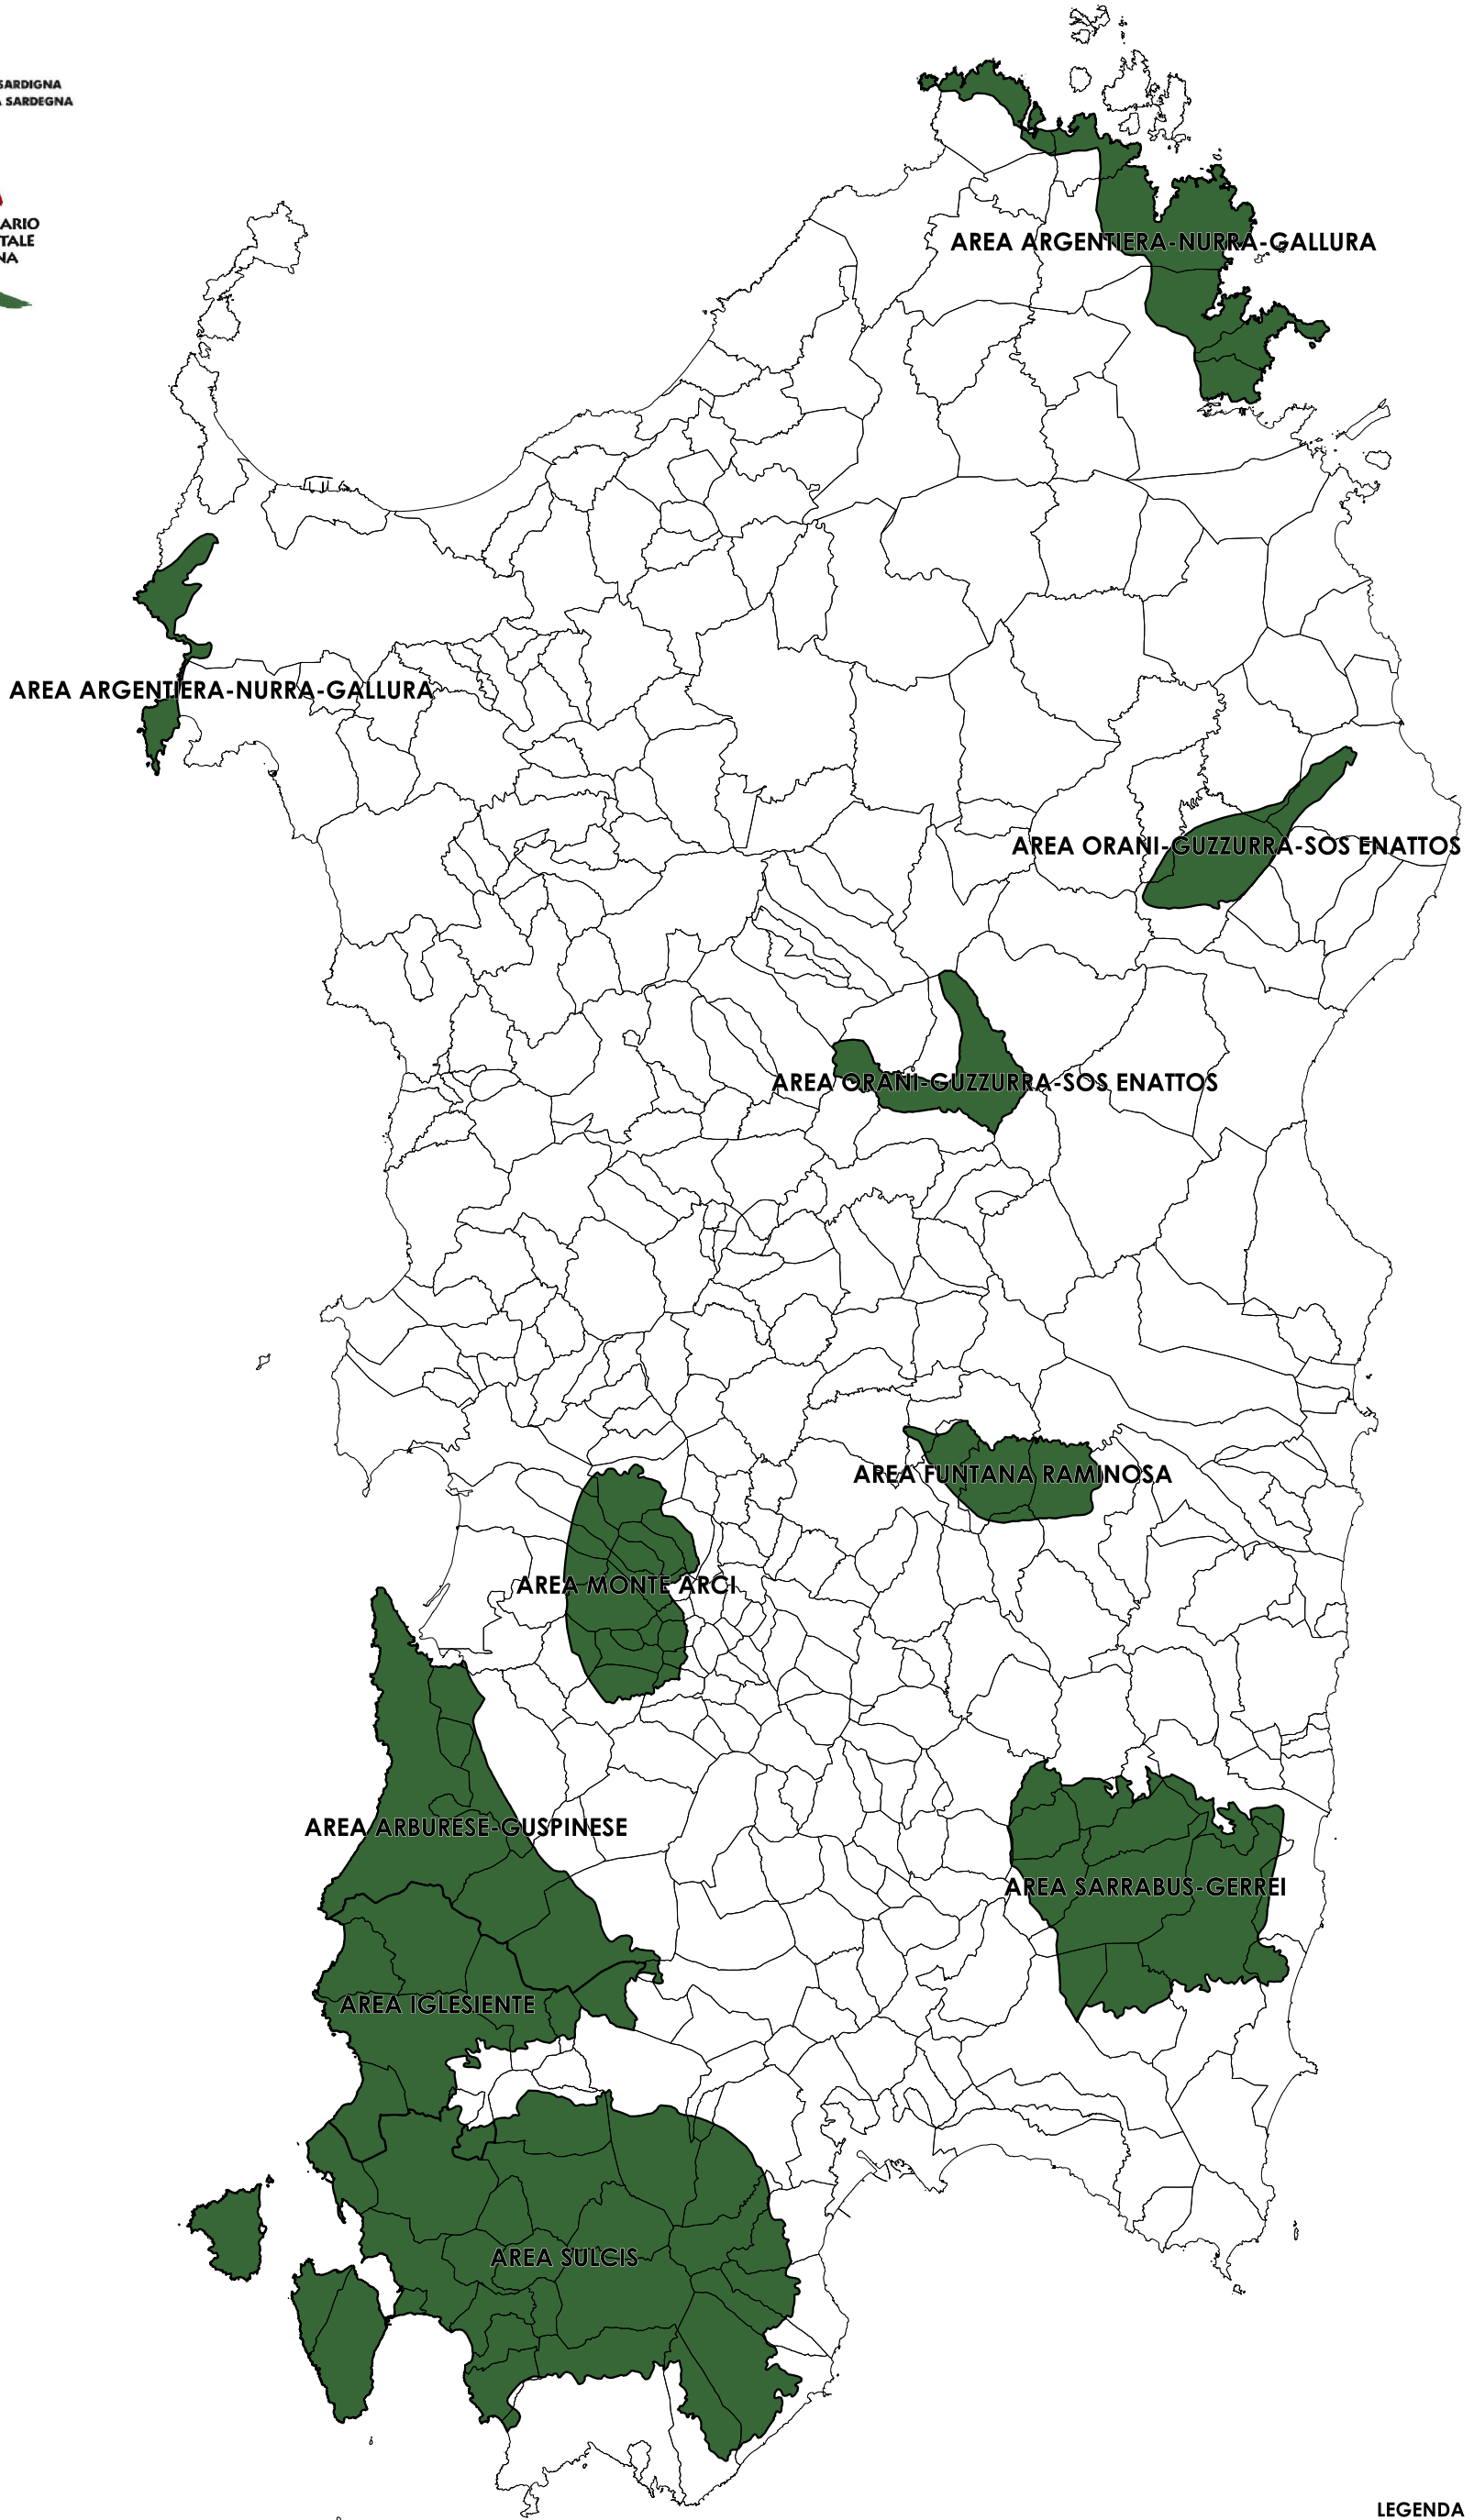 SARDIGNA
SARDEGNA
ARIO
TALE
NA
AREA ARGENTIERA-NURRA-GALLURA
AREA ARGENTIERA-NURRA-GALLURA
AREA ORANI-GUZZURRA-SOS ENATTOS
AREA ORANI-GUZZURRA-SOS ENATTOS
AREA FUNTANA RAMINOSA
AREA MONTE ARCI
AREA ARBURESE-GUSPINESE
AREA SARRABUS-GERREI
AREA IGLESIENTE
AREA SULCIS
LEGENDA